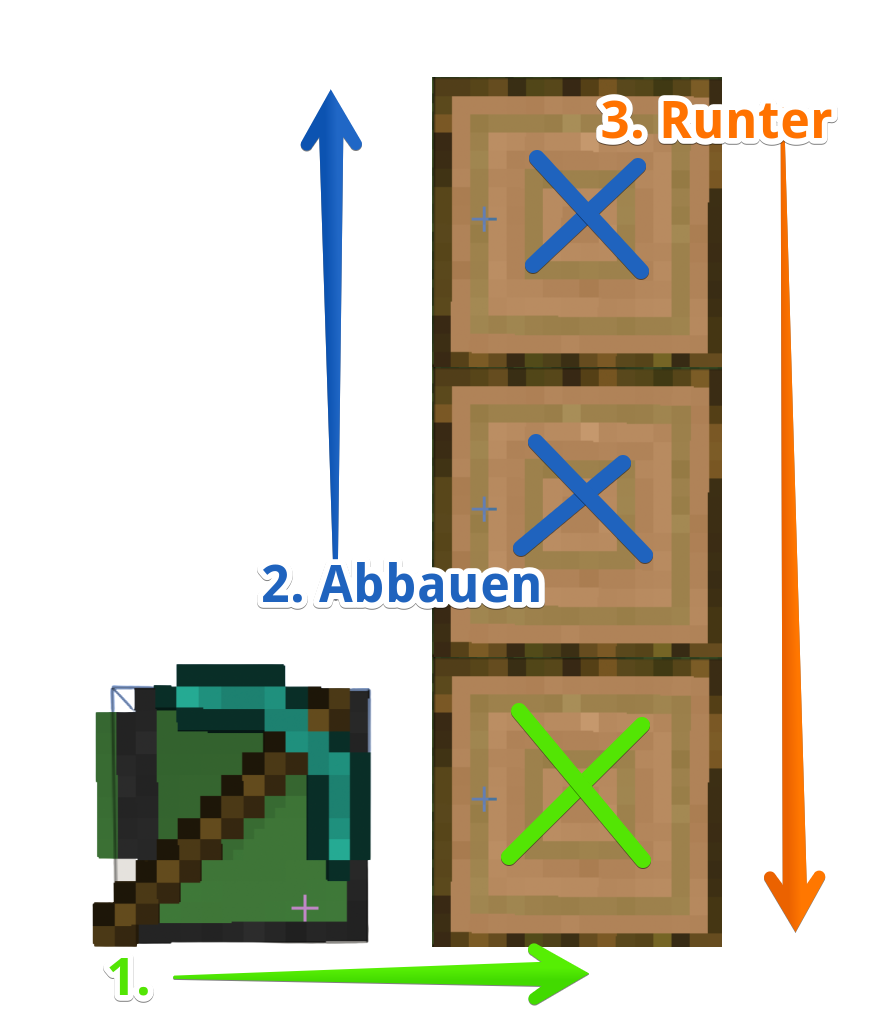 3. Runter
2. Abbauen
1.